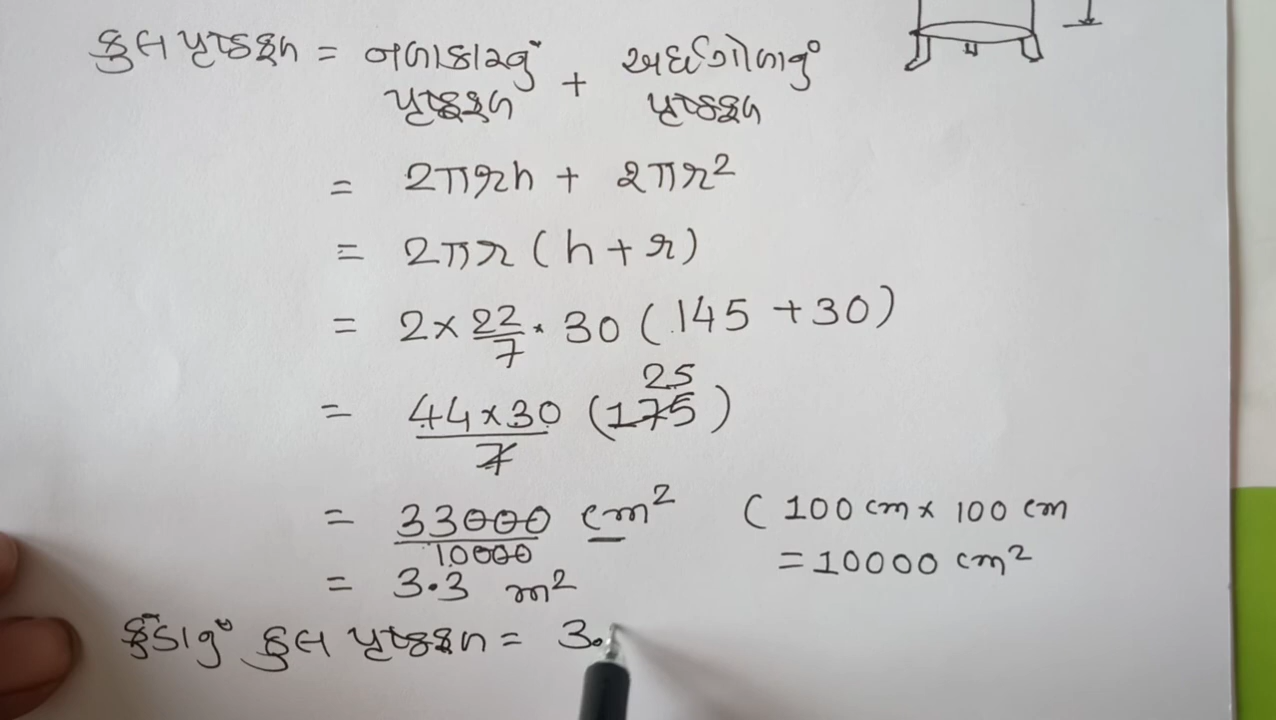 કુલ પૃષ્ઠફળ = નળાકારનું + અર્ધગોળાનું
પૃષ્ઠફળ પૃષ્ઠફળ
= 2πrh + 2πr²
= 2πr (h + r)
= 2 × 22/7 × 30 (145 + 30)
25
= 44 × 30 / 7 (175)
= 33000 / 10000 cm² ( 100 cm × 100 cm
= 3.3 m² = 10000 cm²
કુંડાનું કુલ પૃષ્ઠફળ = 3.